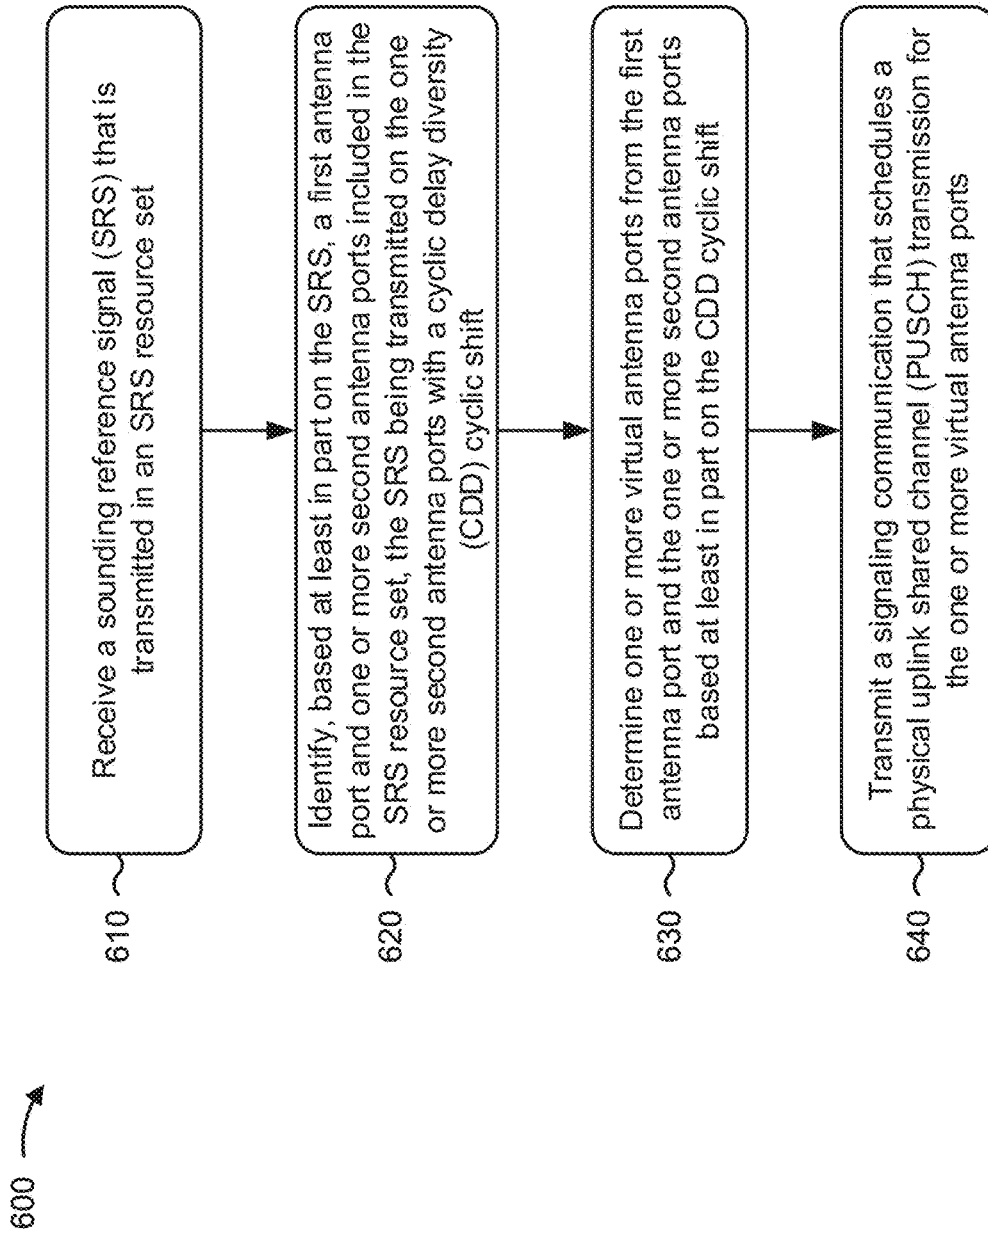 600
610
Receive a sounding reference signal (SRS) that is
transmitted in an SRS resource set
620
Identify, based at least in part on the SRS, a first antenna
port and one or more second antenna ports included in the
SRS resource set, the SRS being transmitted on the one
or more second antenna ports with a cyclic delay diversity
(CDD) cyclic shift
630
Determine one or more virtual antenna ports from the first
antenna port and the one or more second antenna ports
based at least in part on the CDD cyclic shift
640
Transmit a signaling communication that schedules a
physical uplink shared channel (PUSCH) transmission for
the one or more virtual antenna ports